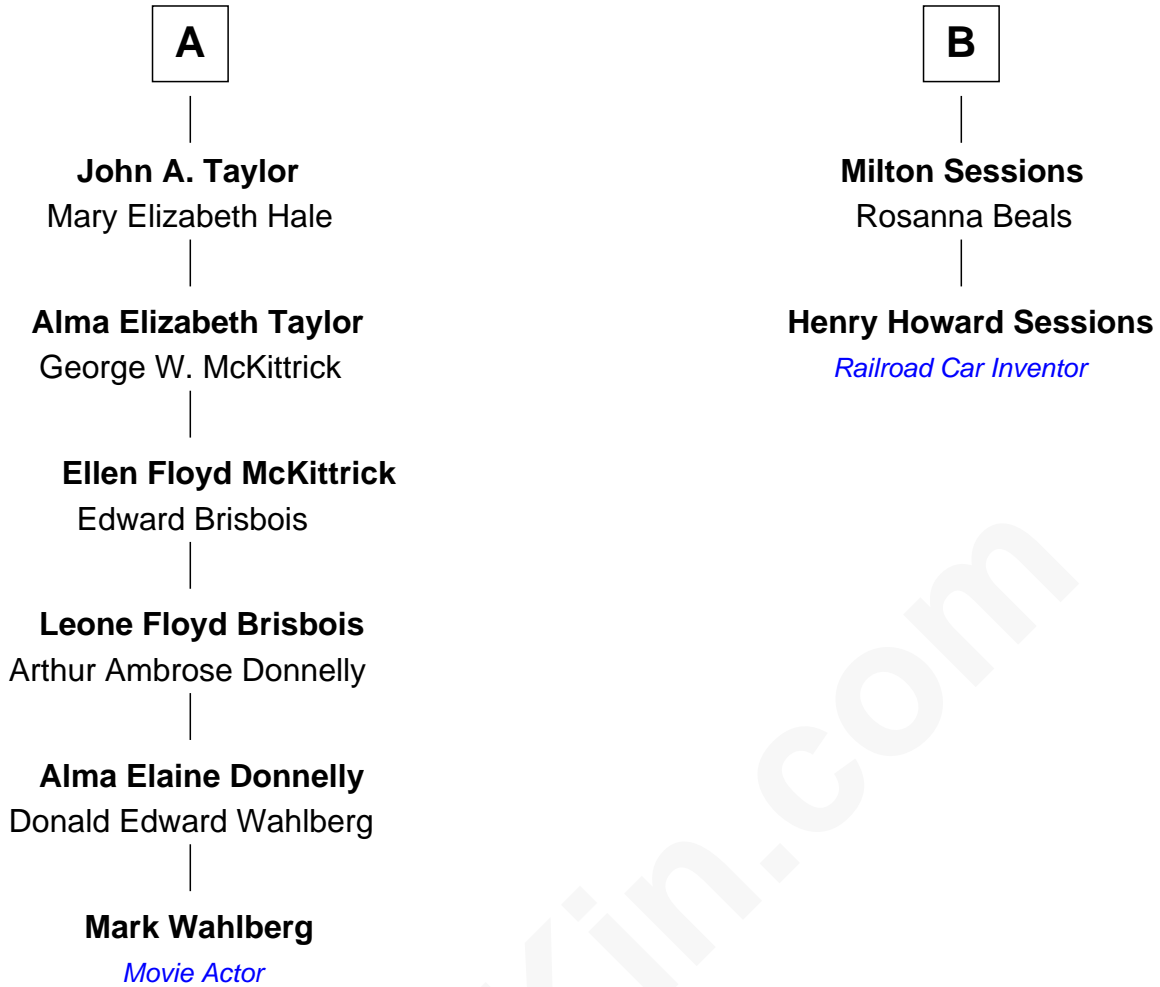 A
John A. Taylor
Mary Elizabeth Hale
Alma Elizabeth Taylor
George W. McKittrick
Ellen Floyd McKittrick
Edward Brisbois
Leone Floyd Brisbois
Arthur Ambrose Donnelly
Alma Elaine Donnelly
Donald Edward Wahlberg
Mark Wahlberg
Movie Actor
B
Milton Sessions
Rosanna Beals
Henry Howard Sessions
Railroad Car Inventor
Kin.com